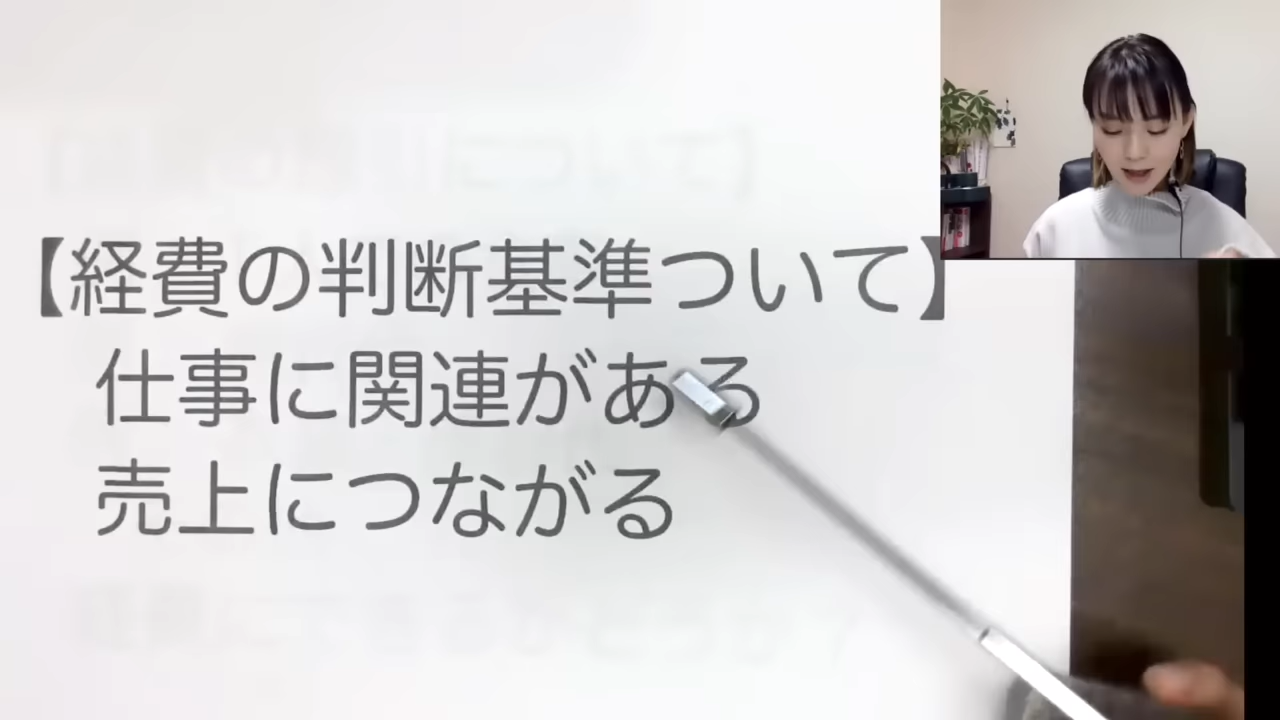 【経費の判断基準ついて】
仕事に関連がある
売上につながる